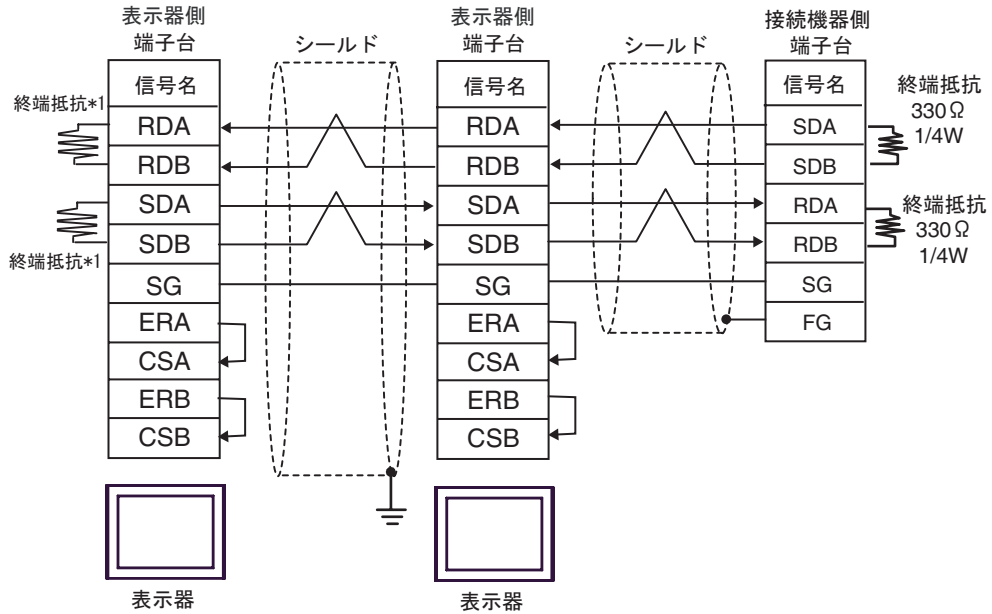 表示器側
端子台
シールド
表示器側
端子台
シールド
接続機器側
端子台
終端抵抗*1
終端抵抗*1
信号名
RDA
RDB
SDA
SDB
SG
ERA
CSA
ERB
CSB
信号名
RDA
RDB
SDA
SDB
SG
ERA
CSA
ERB
CSB
信号名
SDA
SDB
RDA
RDB
SG
FG
終端抵抗
330Ω
1/4W
終端抵抗
330Ω
1/4W
表示器
表示器